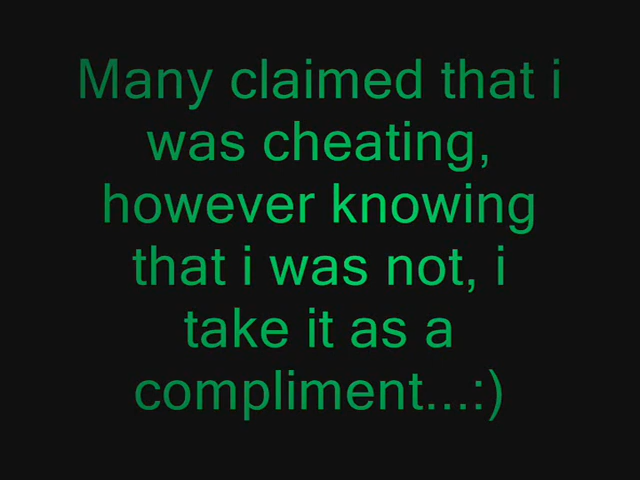 Many claimed that i
was cheating,
however knowing
that i was not, i
take it as a
compliment...:)